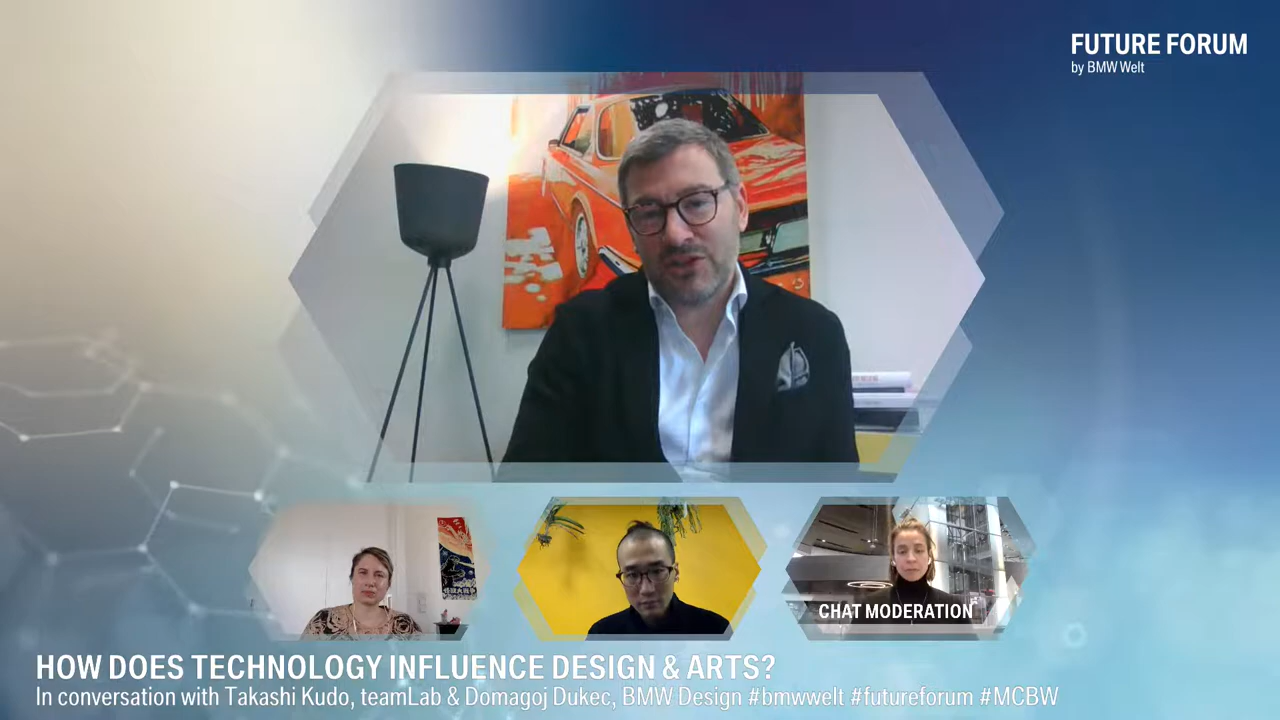 FUTURE FORUM
by BMW Welt
CHAT MODERATION
HOW DOES TECHNOLOGY INFLUENCE DESIGN & ARTS?
In conversation with Takashi Kudo, teamLab & Domagoj Dukec, BMW Design #bmwwelt #futureforum #MCBW